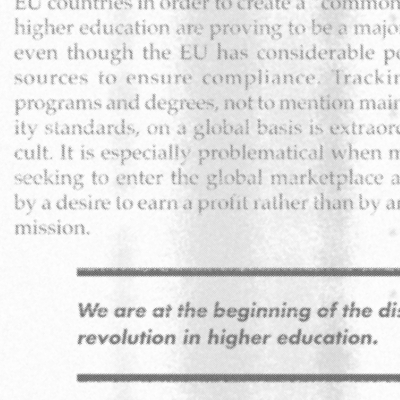 EU countries in order to create a "common
higher education are proving to be a majo
even though the EU has considerable po
sources to ensure compliance. Trackin
programs and degrees, not to mention main
ity standards, on a global basis is extraor
cult. It is especially problematical when m
seeking to enter the global marketplace a
by a desire to earn a profit rather than by an
mission.
We are at the beginning of the dis
revolution in higher education.